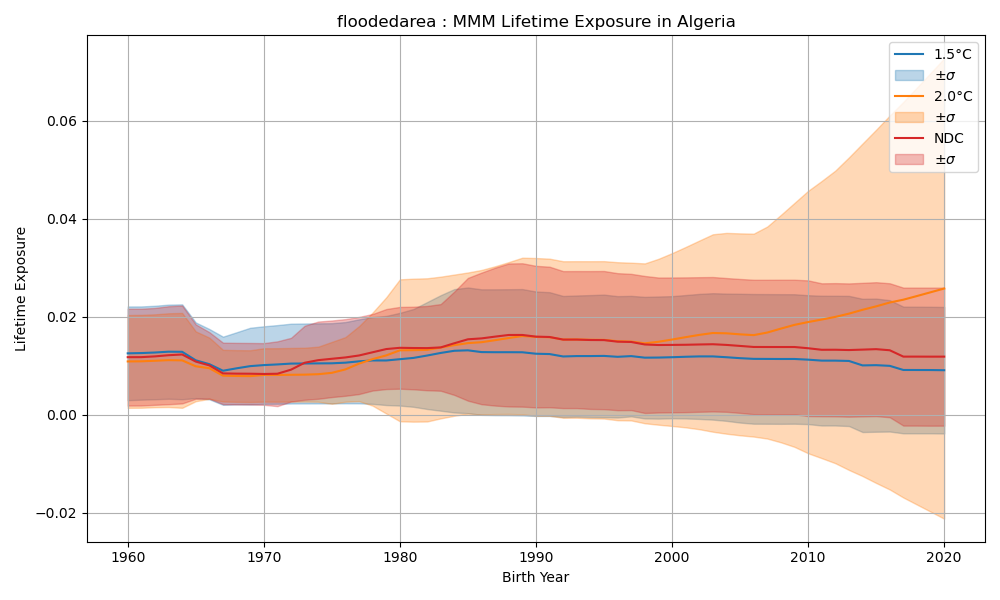 floodedarea : MMM Lifetime Exposure in Algeria
1.5°C
±σ
2.0°C
±σ
NDC
±σ
0.06
0.04
0.02
0.00
−0.02
Lifetime Exposure
1960
1970
1980
1990
2000
2010
2020
Birth Year